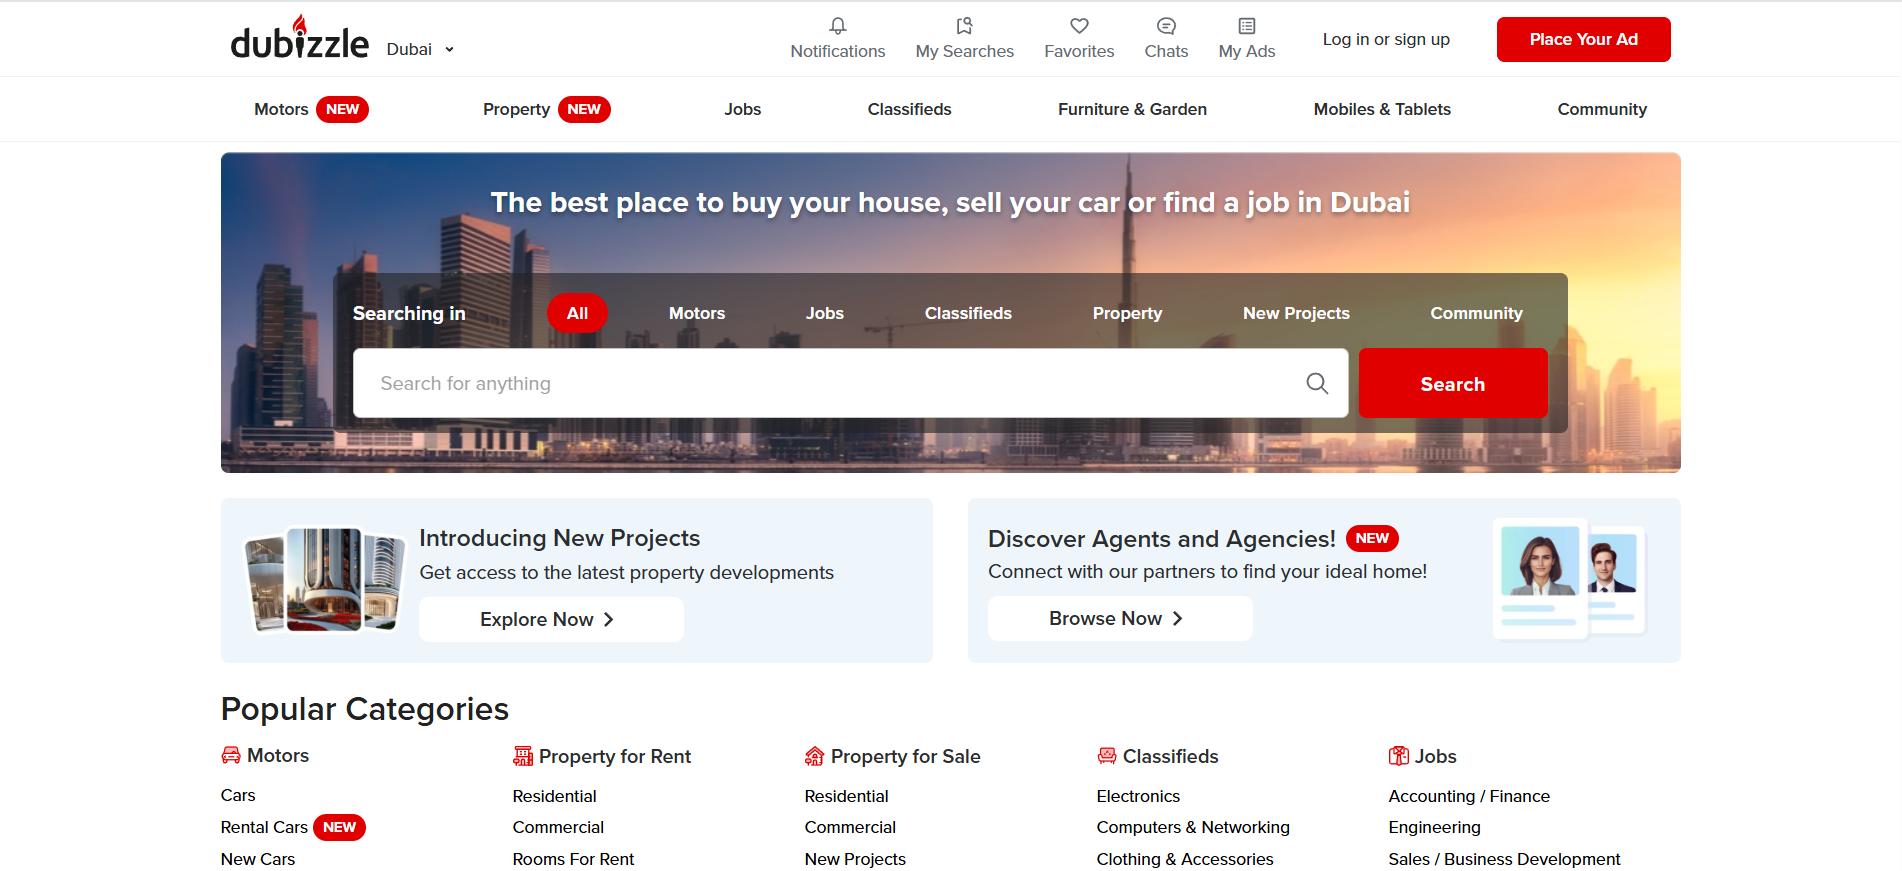 dubizzle Dubai
Notifications My Searches Favorites Chats My Ads Log in or sign up Place Your Ad
Motors NEW Property NEW Jobs Classifieds Furniture & Garden Mobiles & Tablets Community
The best place to buy your house, sell your car or find a job in Dubai
Searching in All Motors Jobs Classifieds Property New Projects Community
Search for anything Search
Introducing New Projects
Get access to the latest property developments
Explore Now
Discover Agents and Agencies! NEW
Connect with our partners to find your ideal home!
Browse Now
Popular Categories
Motors
Cars
Rental Cars NEW
New Cars
Property for Rent
Residential
Commercial
Rooms For Rent
Property for Sale
Residential
Commercial
New Projects
Classifieds
Electronics
Computers & Networking
Clothing & Accessories
Jobs
Accounting / Finance
Engineering
Sales / Business Development